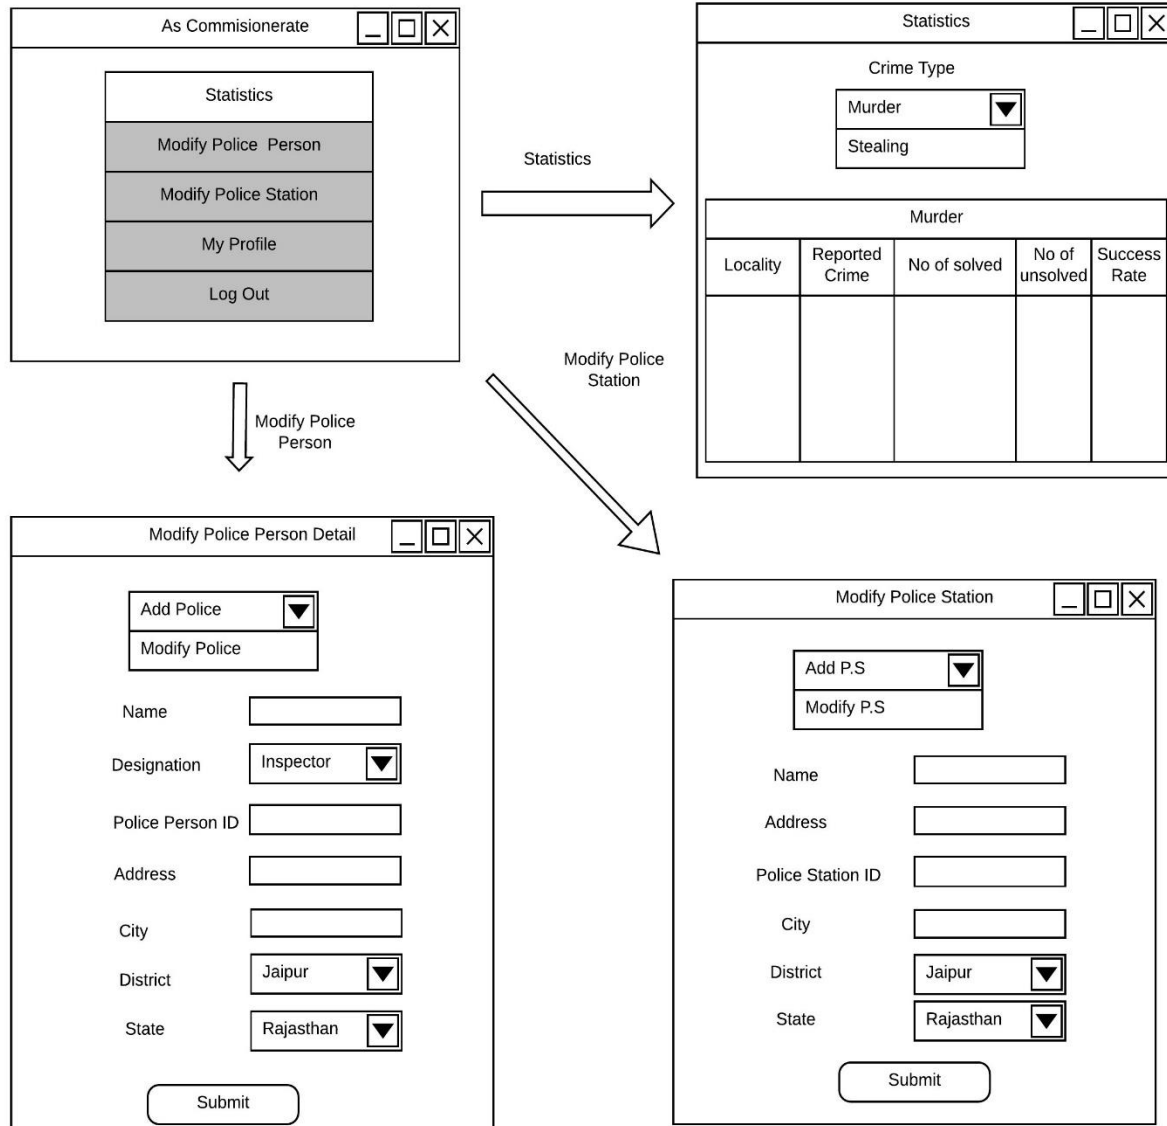 As Commisionerate
Statistics
Modify Police Person
Modify Police Station
My Profile
Log Out
Statistics
Statistics
Crime Type
Murder
Stealing
Murder
Locality
Reported
Crime
No of solved
No of
unsolved
Success
Rate
Modify Police
Station
Modify Police
Person
Modify Police Person Detail
Add Police
Modify Police
Name
Designation
Inspector
Police Person ID
Address
City
District
Jaipur
State
Rajasthan
Submit
Modify Police Station
Add P.S
Modify P.S
Name
Address
Police Station ID
City
District
Jaipur
State
Rajasthan
Submit